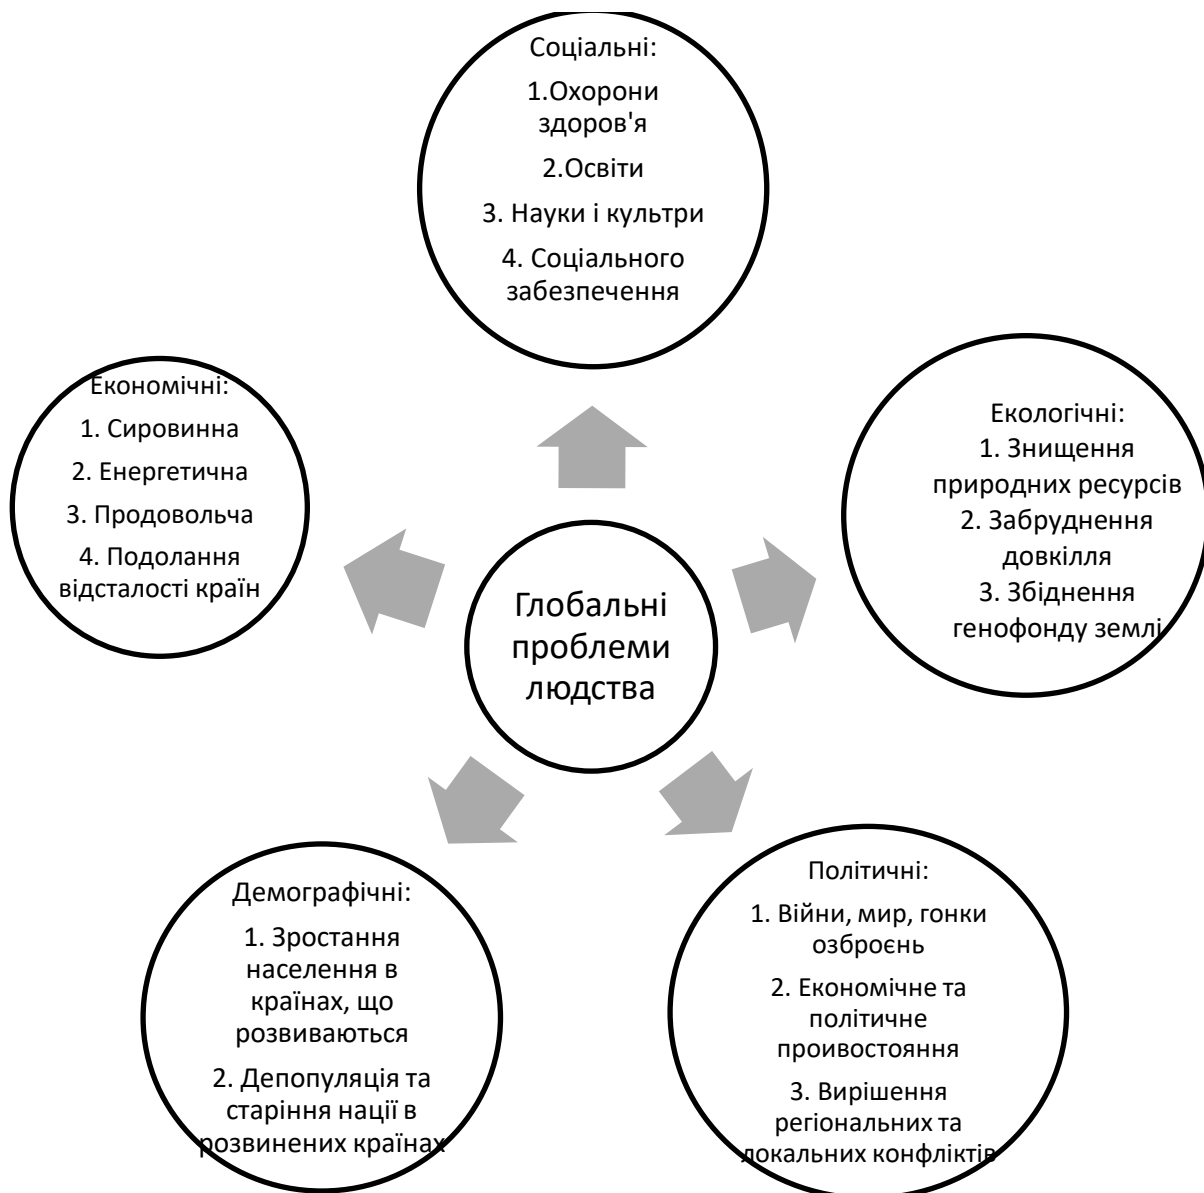 Соціальні:
1.Охорони
здоров'я
2.Освіти
3. Науки і культри
4. Соціального
забезпечення
Економічні:
1. Сировинна
2. Енергетична
3. Продовольча
4. Подолання
відсталості країн
Екологічні:
1. Знищення
природних ресурсів
2. Забруднення
довкілля
3. Збіднення
генофонду землі
Глобальні
проблеми
людства
Демографічні:
1. Зростання
населення в
країнах, що
розвиваються
2. Депопуляція та
старіння нації в
розвинених країнах
Політичні:
1. Війни, мир, гонки
озброєнь
2. Економічне та
політичне
проивостояння
3. Вирішення
регіональних та
локальних конфліктів